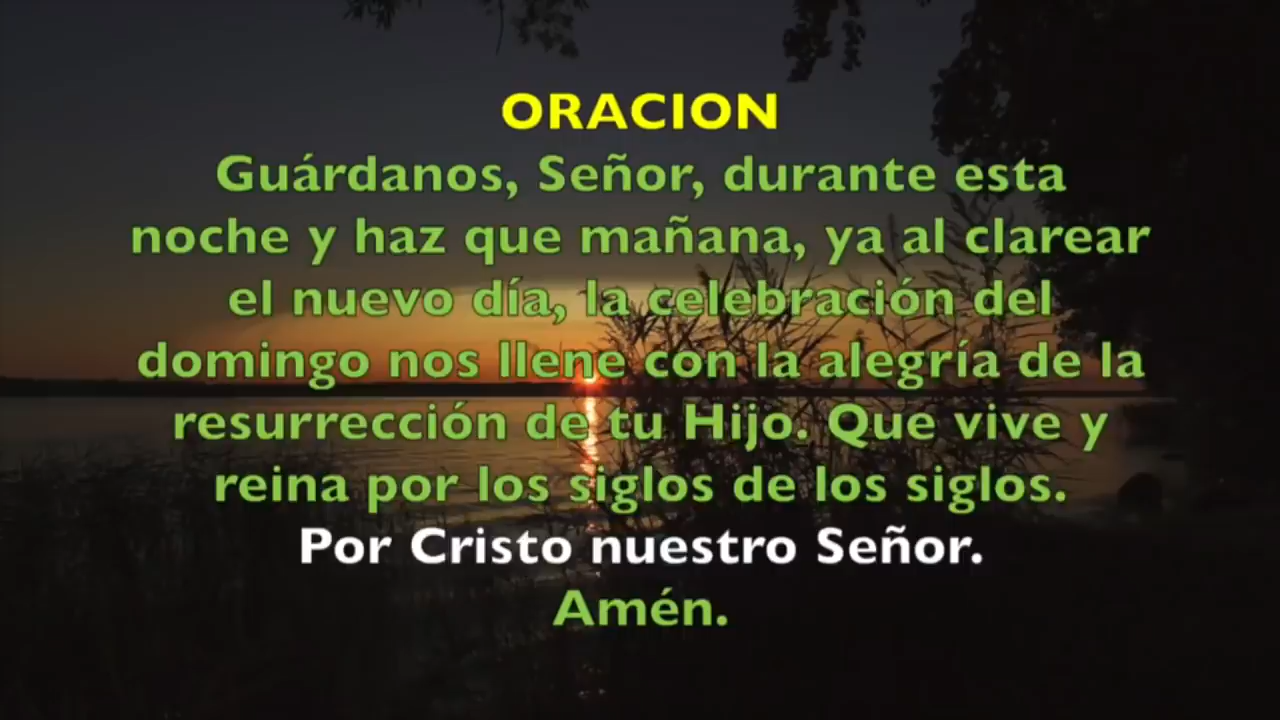 ORACION
Guárdanos, Señor, durante esta
noche y haz que mañana, ya al clarear
el nuevo día, la celebración del
domingo nos llene con la alegría de la
resurrección de tu Hijo. Que vive y
reina por los siglos de los siglos.
Por Cristo nuestro Señor.
Amén.